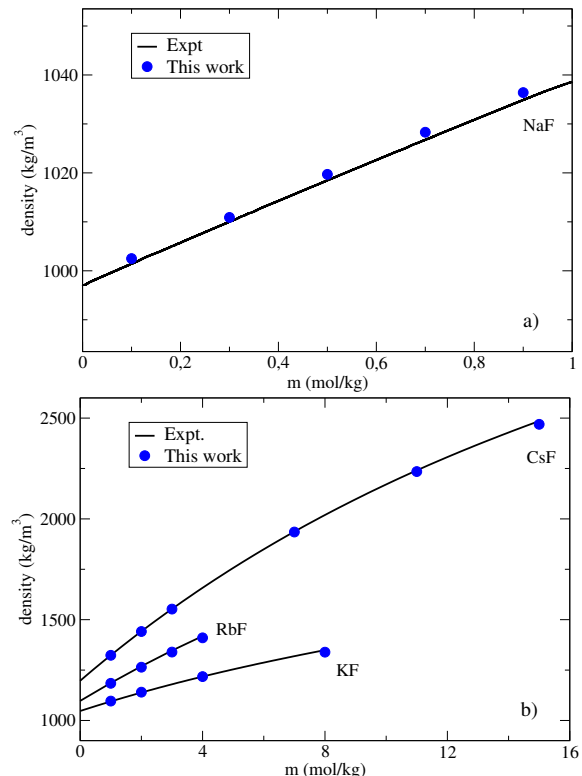 1040
1020
1000
density (kg/m³)
Expt
This work
NaF
a)
0 0,2 0,4 0,6 0,8 1
m (mol/kg)
2500
2000
1500
1000
density (kg/m³)
Expt.
This work
CsF
RbF
KF
b)
0 4 8 12 16
m (mol/kg)